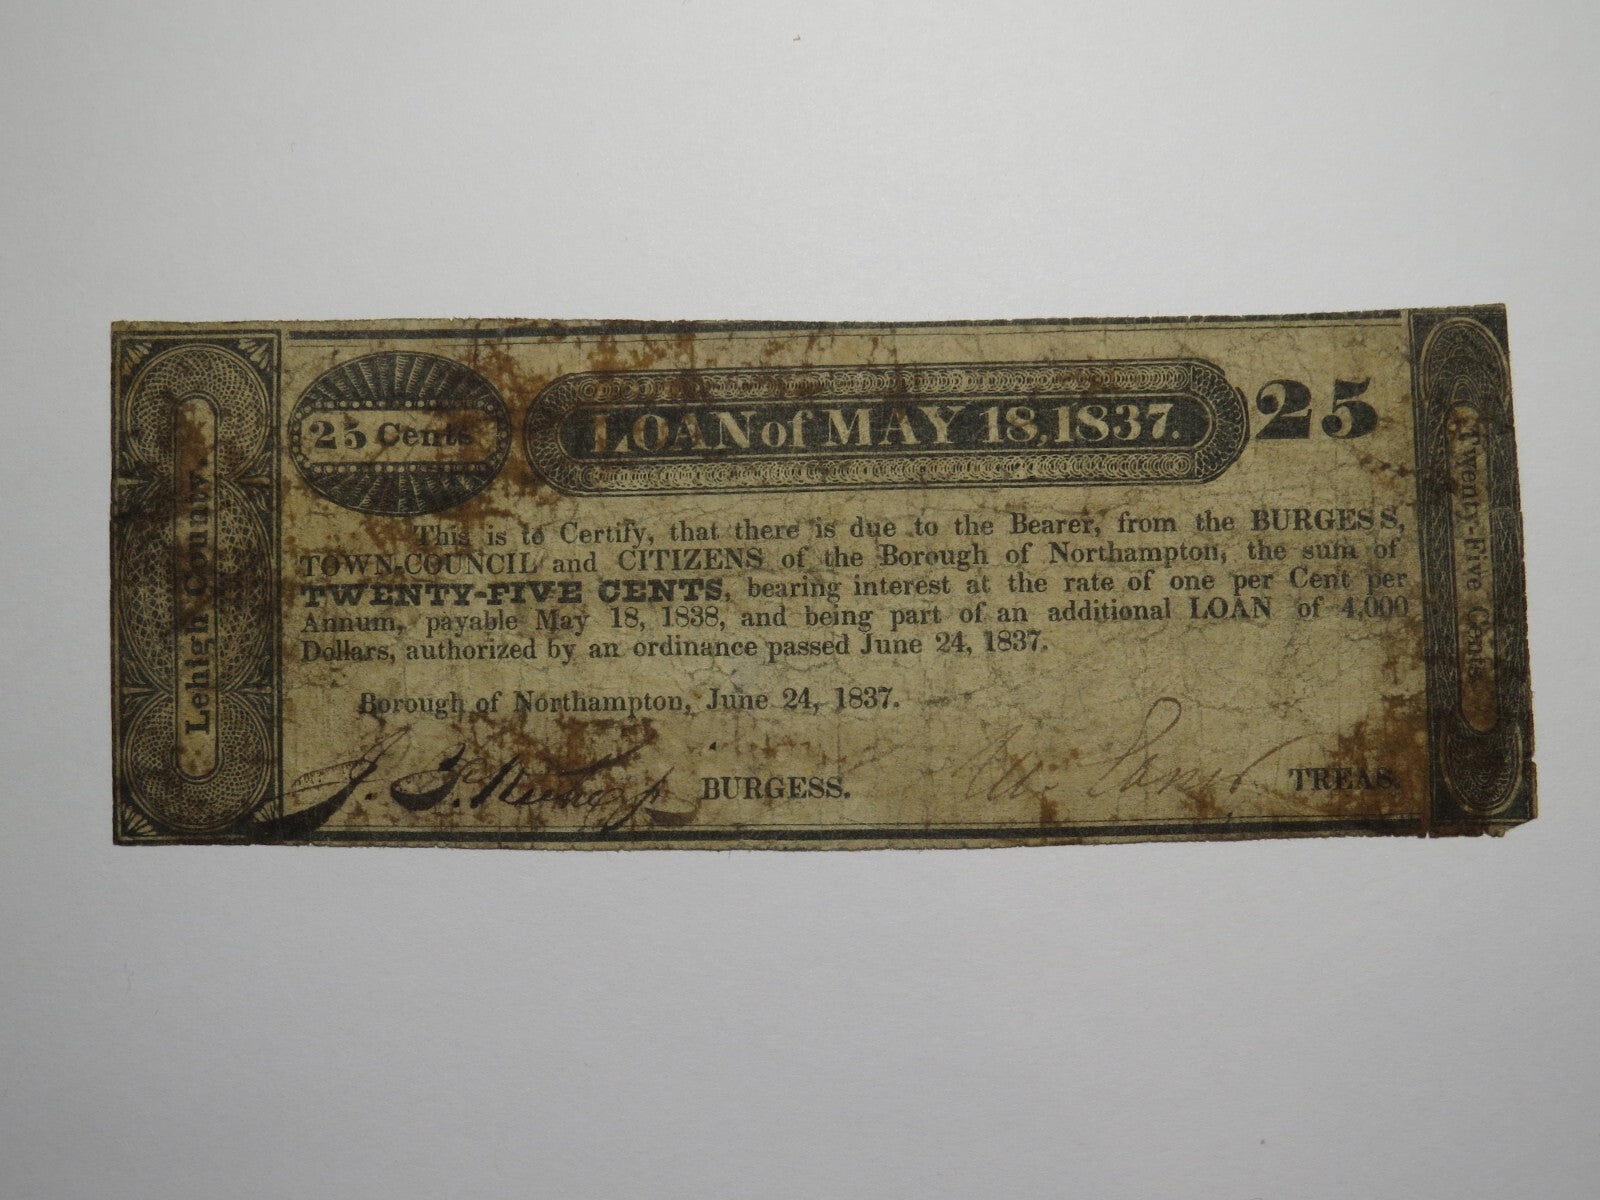 Lehigh County.
25 Cents
LOAN of MAY 18, 1837.
25
This is to Certify, that there is due to the Bearer, from the BURGESS,
TOWN-COUNCIL and CITIZENS of the Borough of Northampton, the sum of
TWENTY-FIVE CENTS, bearing interest at the rate of one per Cent per
Annum, payable May 18, 1838, and being part of an additional LOAN of 4,000
Dollars, authorized by an ordinance passed June 24, 1837.
Borough of Northampton, June 24, 1837.
J. F.
BURGESS.
TREAS.
Twenty-Five Cents